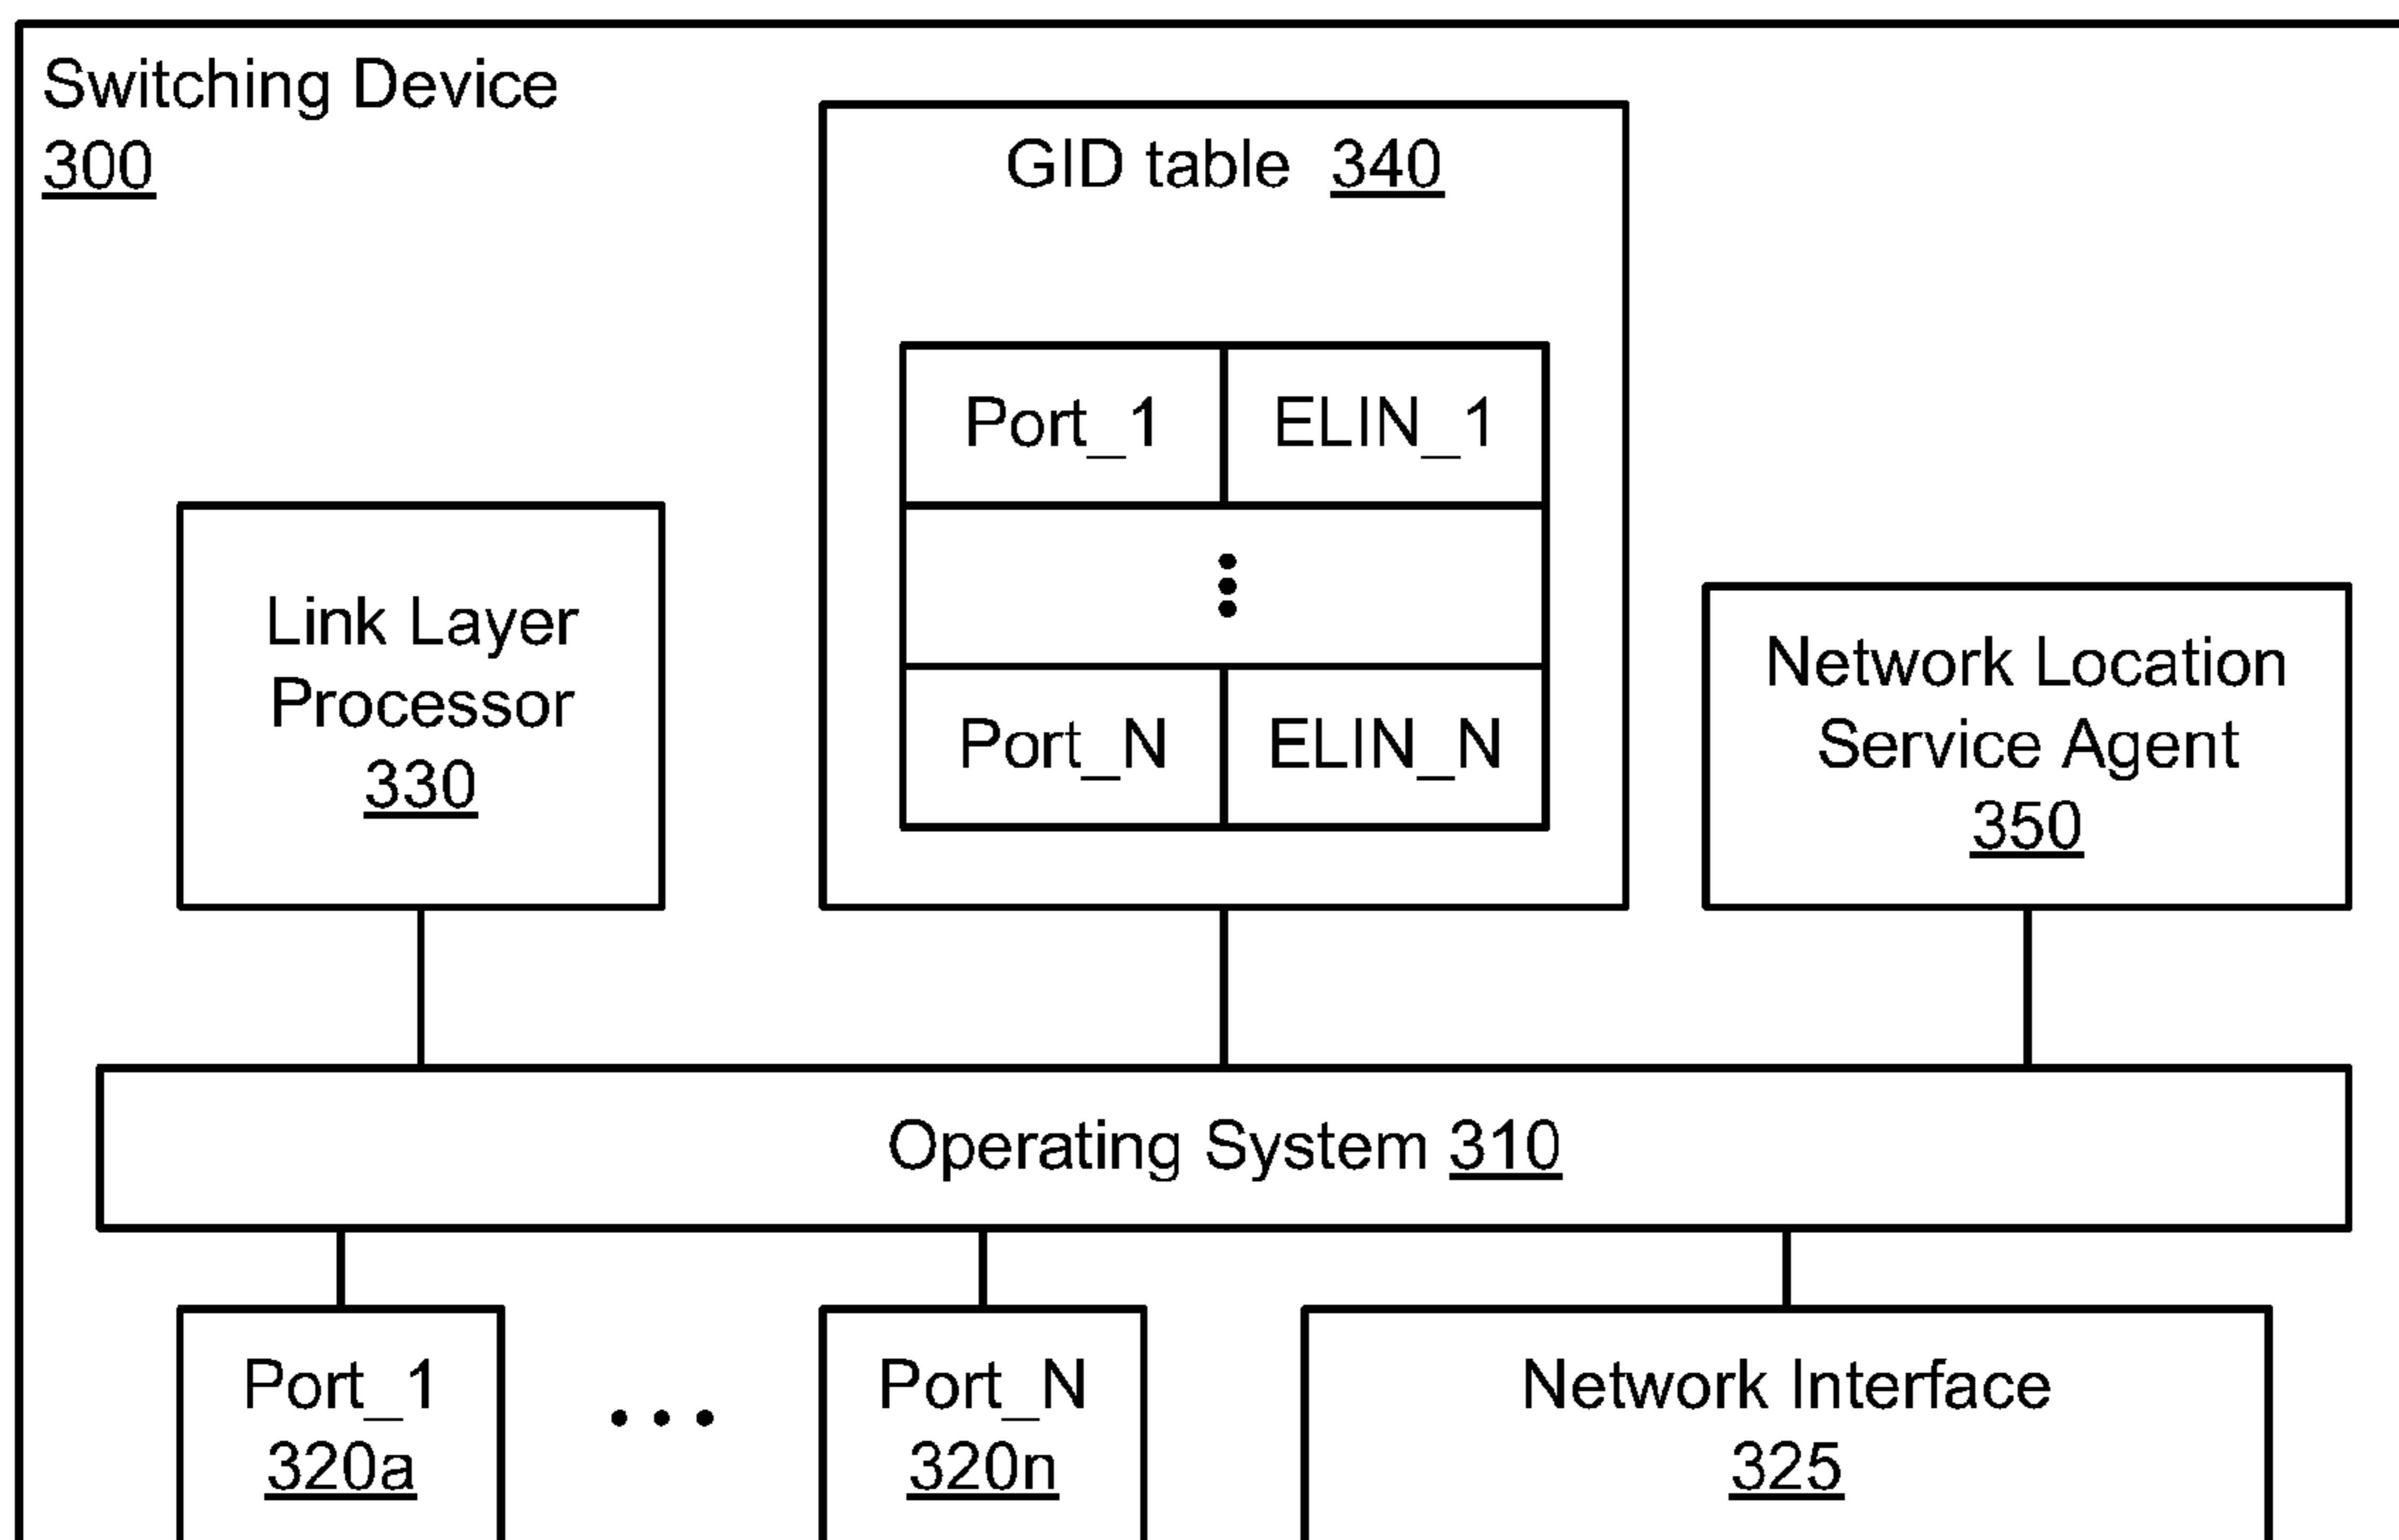 Switching Device
300
GID table 340
Port_1 ELIN_1
Port_N ELIN_N
Link Layer
Processor
330
Network Location
Service Agent
350
Operating System 310
Port_1
320a
Port_N
320n
Network Interface
325